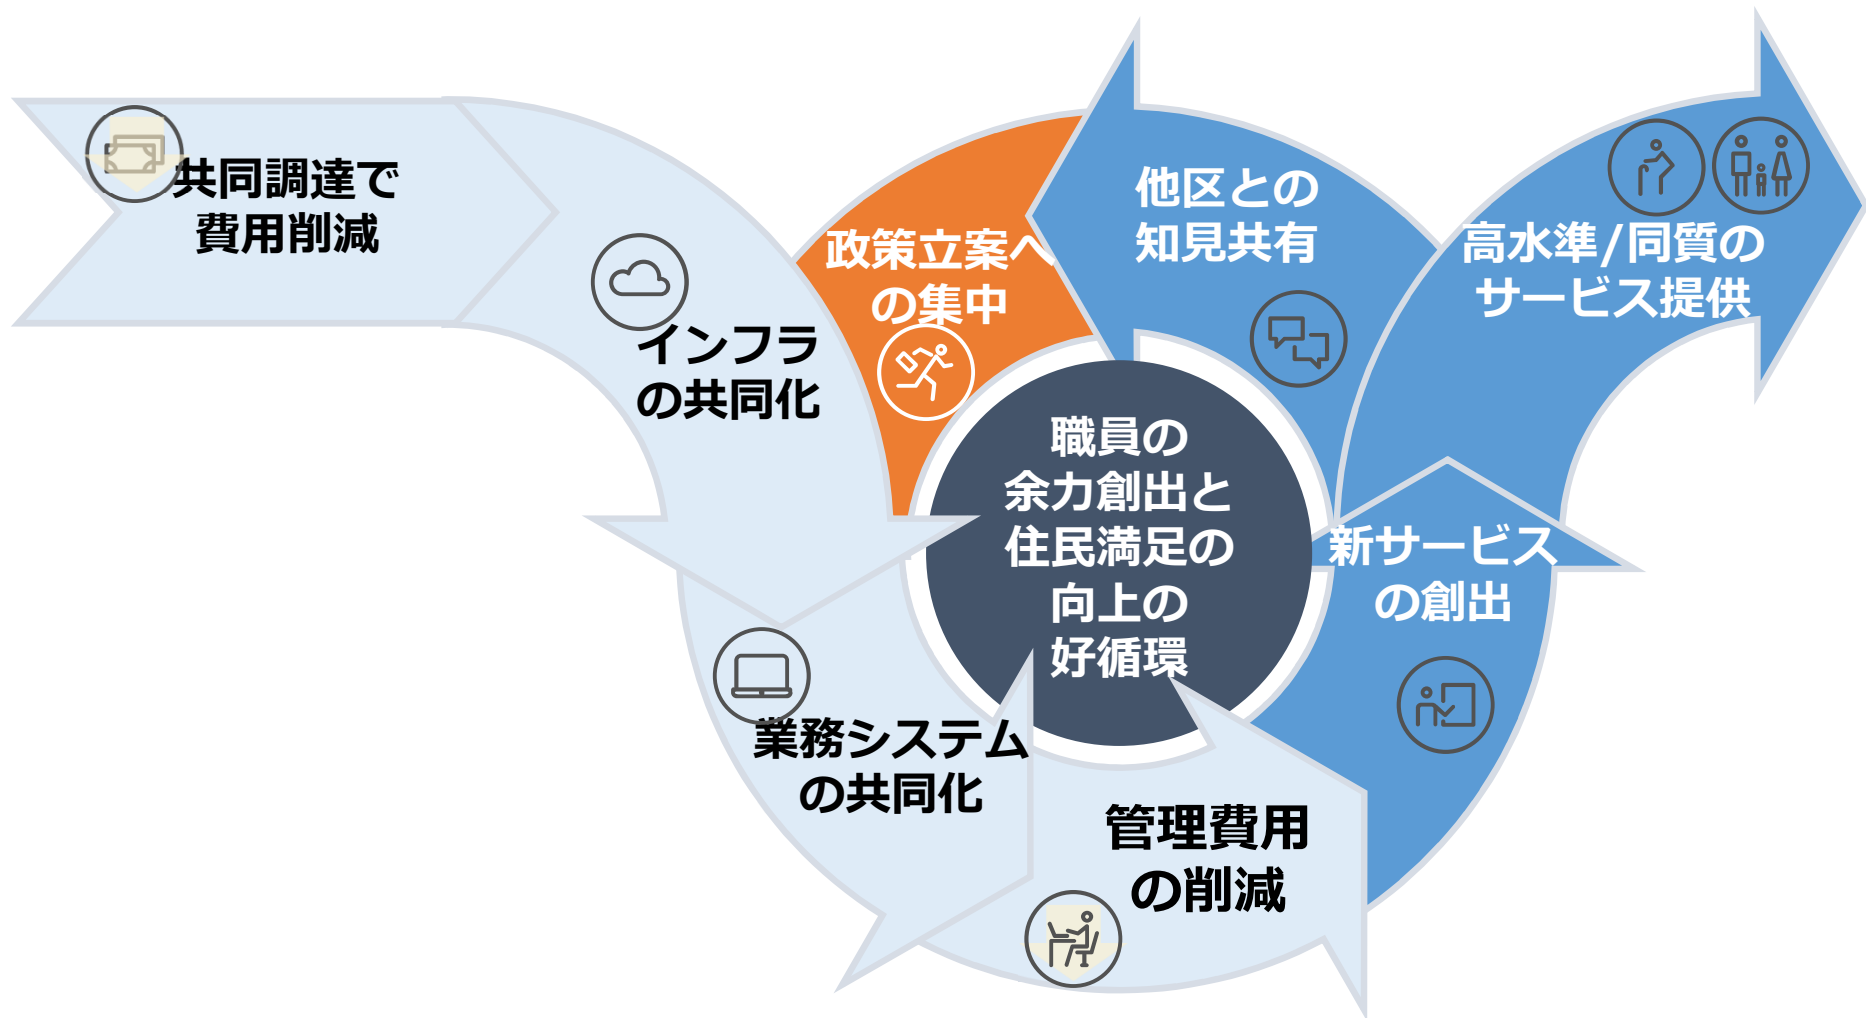 共同調達で
費用削減
インフラ
の共同化
業務システム
の共同化
管理費用
の削減
政策立案へ
の集中
他区との
知見共有
高水準/同質の
サービス提供
新サービス
の創出
職員の
余力創出と
住民満足の
向上の
好循環